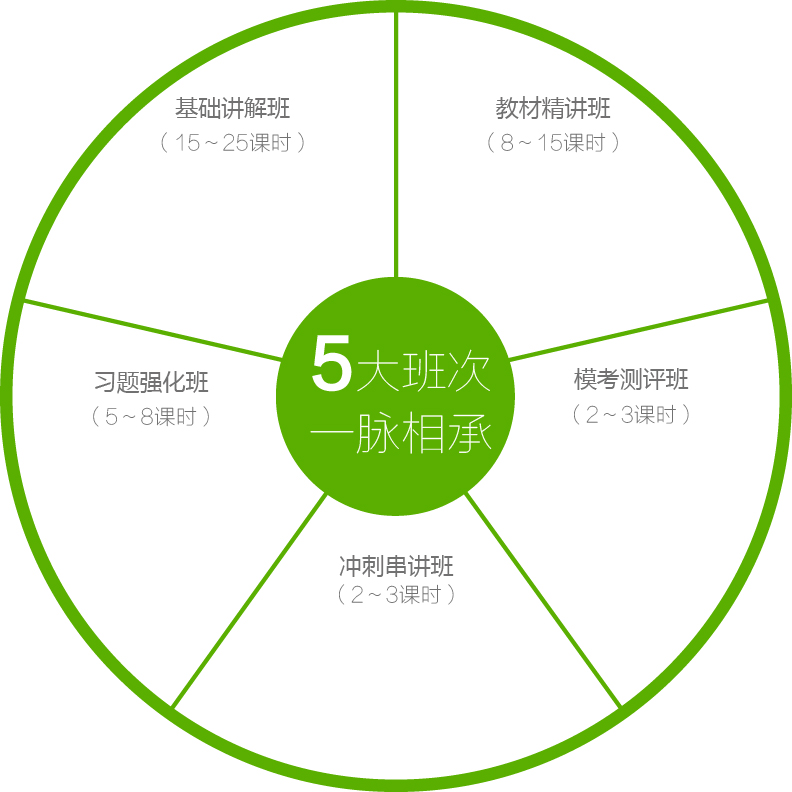 基础讲解班
（15～25课时）
教材精讲班
（8～15课时）
5大班次
一脉相承
习题强化班
（5～8课时）
模考测评班
（2～3课时）
冲刺串讲班
（2～3课时）